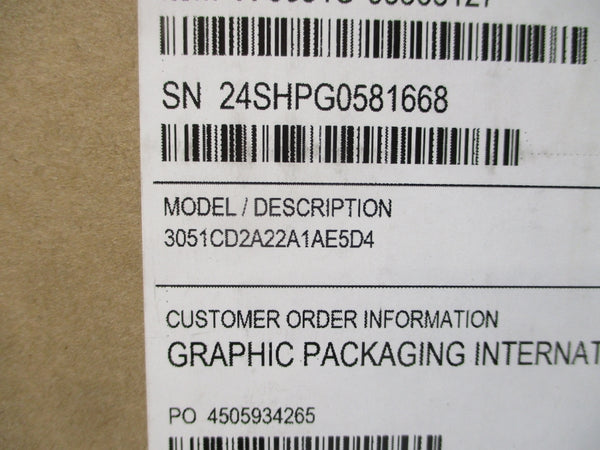 SN 24SHPG0581668
MODEL / DESCRIPTION
3051CD2A22A1AE5D4
CUSTOMER ORDER INFORMATION
GRAPHIC PACKAGING INTERNAT
PO 4505934265